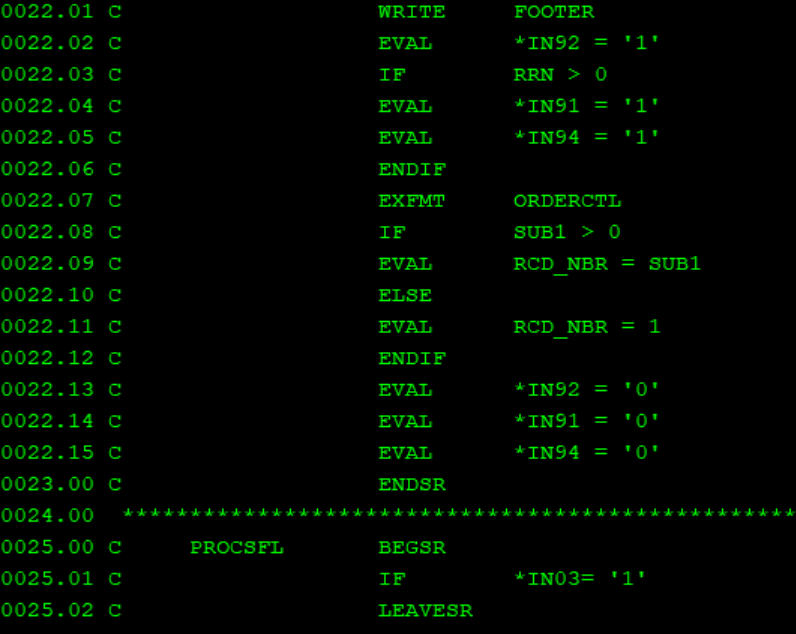 0022.01 C                   WRITE     FOOTER
0022.02 C                   EVAL      *IN92 = '1'
0022.03 C                   IF        RRN > 0
0022.04 C                   EVAL      *IN91 = '1'
0022.05 C                   EVAL      *IN94 = '1'
0022.06 C                   ENDIF
0022.07 C                   EXFMT     ORDERCTL
0022.08 C                   IF        SUB1 > 0
0022.09 C                   EVAL      RCD_NBR = SUB1
0022.10 C                   ELSE
0022.11 C                   EVAL      RCD_NBR = 1
0022.12 C                   ENDIF
0022.13 C                   EVAL      *IN92 = '0'
0022.14 C                   EVAL      *IN91 = '0'
0022.15 C                   EVAL      *IN94 = '0'
0023.00 C                   ENDSR
0024.00  **************************************************
0025.00 C     PROCSFL       BEGSR
0025.01 C                   IF        *IN03= '1'
0025.02 C                   LEAVESR